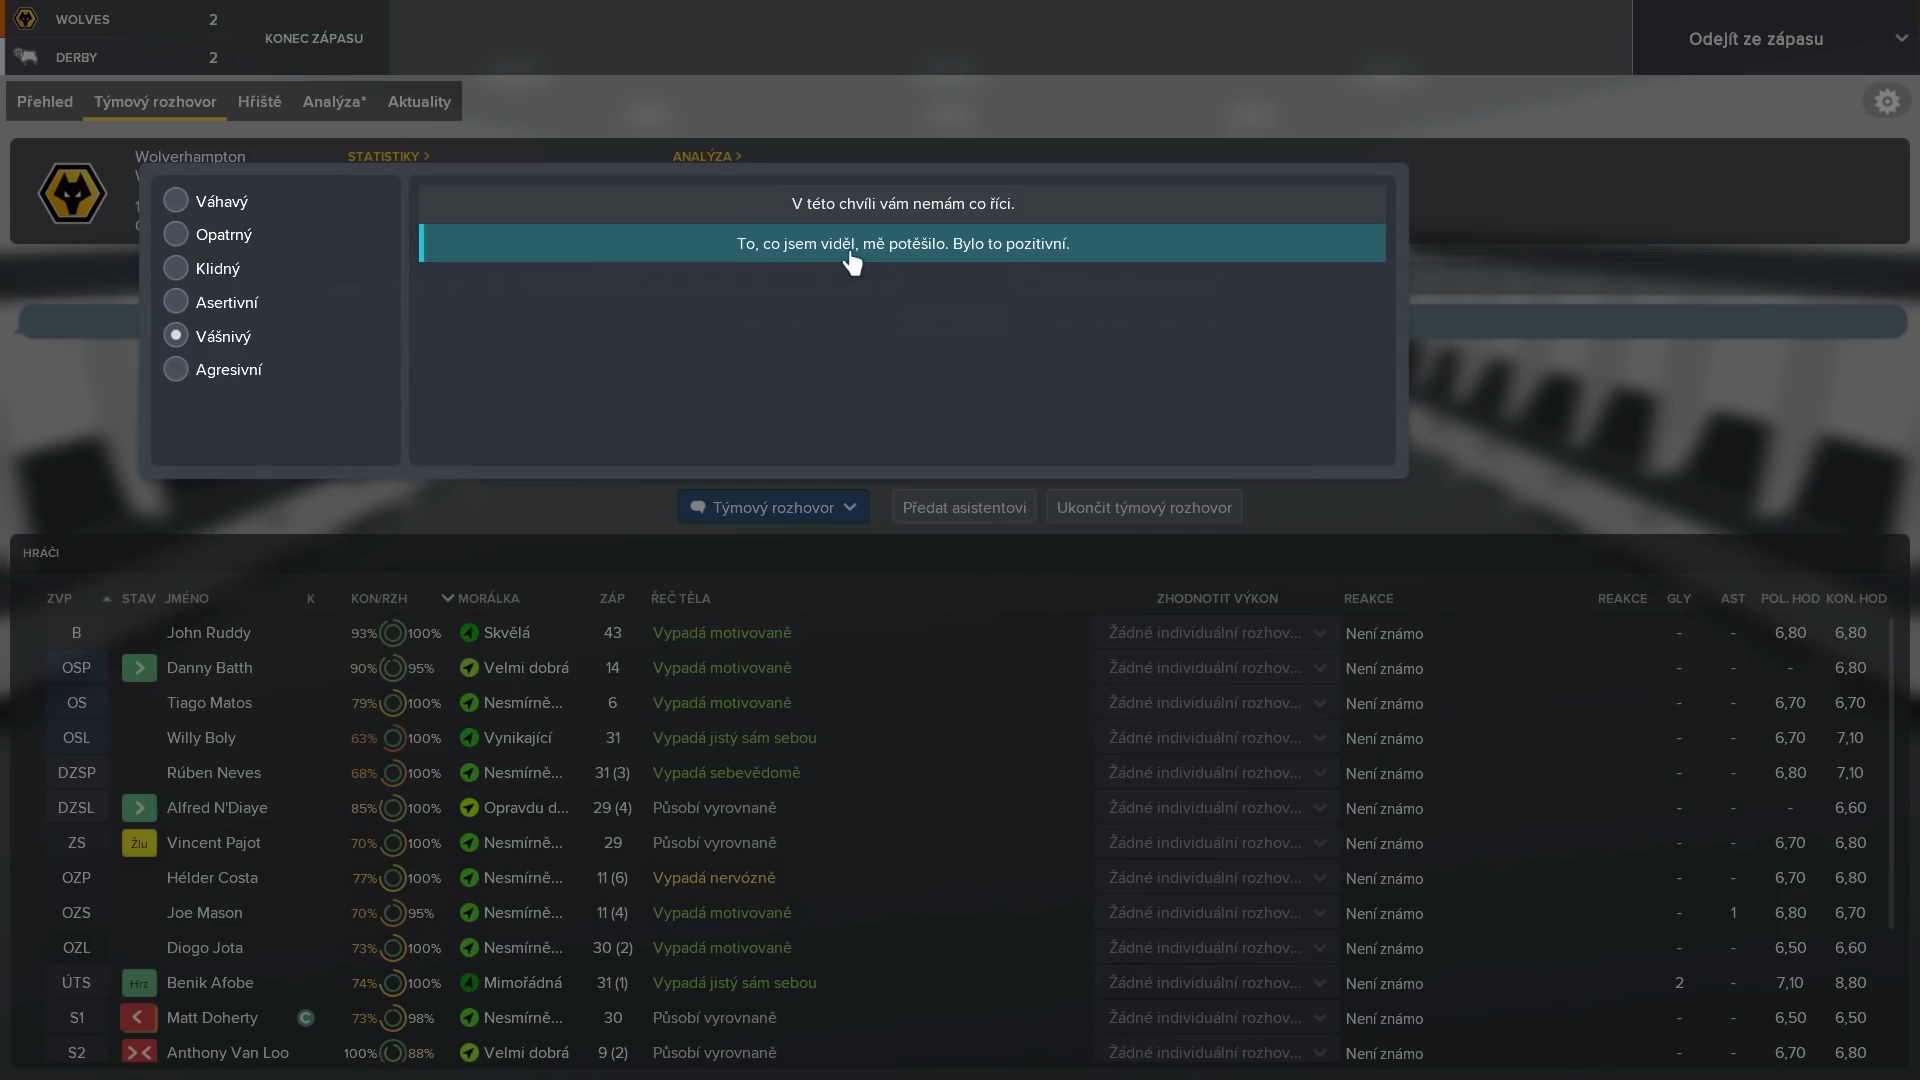 WOLVES 2
DERBY 2
KONEC ZÁPASU
Odejít ze zápasu
Přehled Týmový rozhovor Hřiště Analýza* Aktuality
Wolverhampton STATISTIKY > ANALÝZA >
Váhavý
Opatrný
Klidný
Asertivní
Vášnivý
Agresivní
V této chvíli vám nemám co říci.
To, co jsem viděl, mě potěšilo. Bylo to pozitivní.
Týmový rozhovor Předat asistentovi Ukončit týmový rozhovor
HRÁČI
ZVP STAV JMÉNO K KON/RZH MORÁLKA ZÁP ŘEČ TĚLA ZHODNOTIT VÝKON REAKCE REAKCE GLY AST POL. HOD KON. HOD
B John Ruddy 93% 100% Skvělá 43 Vypadá motivovaně Žádné individuální rozhov... Není známo - - 6,80 6,80
OSP Danny Batth 90% 95% Velmi dobrá 14 Vypadá motivovaně Žádné individuální rozhov... Není známo - - - 6,80
OS Tiago Matos 79% 100% Nesmírně... 6 Vypadá motivovaně Žádné individuální rozhov... Není známo - - 6,70 6,70
OSL Willy Boly 63% 100% Vynikající 31 Vypadá jistý sám sebou Žádné individuální rozhov... Není známo - - 6,70 7,10
DZSP Rúben Neves 68% 100% Nesmírně... 31 (3) Vypadá sebevědomě Žádné individuální rozhov... Není známo - - 6,80 7,10
DZSL Alfred N'Diaye 85% 100% Opravdu d... 29 (4) Působí vyrovnaně Žádné individuální rozhov... Není známo - - - 6,60
ZS Žlu Vincent Pajot 70% 100% Nesmírně... 29 Působí vyrovnaně Žádné individuální rozhov... Není známo - - 6,70 6,80
OZP Hélder Costa 77% 100% Nesmírně... 11 (6) Vypadá nervózně Žádné individuální rozhov... Není známo - - 6,70 6,80
OZS Joe Mason 70% 95% Nesmírně... 11 (4) Vypadá motivovaně Žádné individuální rozhov... Není známo - 1 6,80 6,70
OZL Diogo Jota 73% 100% Nesmírně... 30 (2) Vypadá motivovaně Žádné individuální rozhov... Není známo - - 6,50 6,60
ÚTS Hrz Benik Afobe 74% 100% Mimořádná 31 (1) Vypadá jistý sám sebou Žádné individuální rozhov... Není známo 2 - 7,10 8,80
S1 Matt Doherty C 73% 98% Nesmírně... 30 Působí vyrovnaně Žádné individuální rozhov... Není známo - - 6,50 6,50
S2 Anthony Van Loo 100% 88% Velmi dobrá 9 (2) Působí vyrovnaně Žádné individuální rozhov... Není známo - - 6,70 6,80